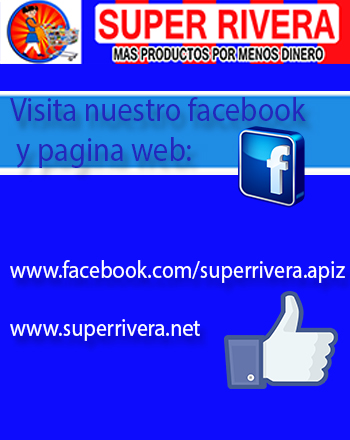 SUPER RIVERA
MAS PRODUCTOS POR MENOS DINERO
Visita nuestro facebook
y pagina web:
f
www.facebook.com/superrivera.apiz
www.superrivera.net